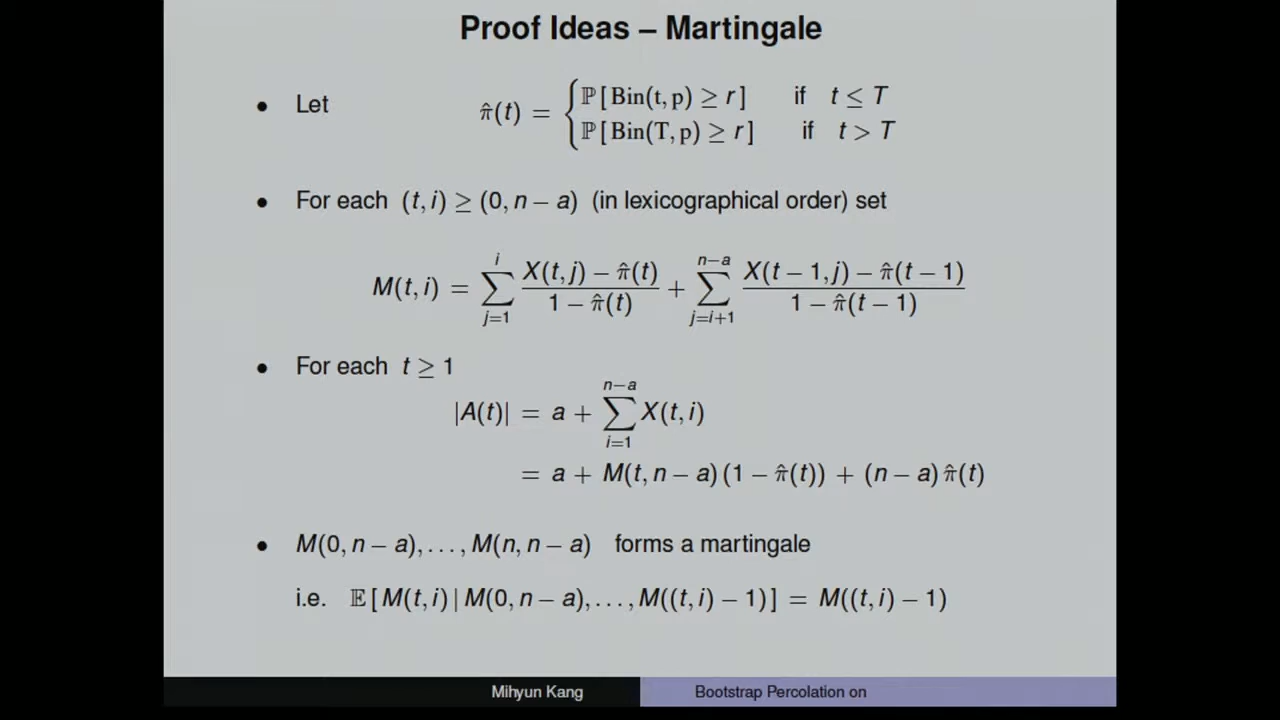 Proof Ideas – Martingale
• Let π̂(t) = { ℙ[Bin(t, p) ≥ r] if t ≤ T
ℙ[Bin(T, p) ≥ r] if t > T
• For each (t, i) ≥ (0, n − a) (in lexicographical order) set
M(t, i) = ∑_{j=1}^{i} \frac{X(t, j) − π̂(t)}{1 − π̂(t)} + ∑_{j=i+1}^{n−a} \frac{X(t − 1, j) − π̂(t − 1)}{1 − π̂(t − 1)}
• For each t ≥ 1
|A(t)| = a + ∑_{i=1}^{n−a} X(t, i)
= a + M(t, n − a)(1 − π̂(t)) + (n − a)π̂(t)
• M(0, n − a), . . . , M(n, n − a) forms a martingale
i.e. 𝔼[M(t, i) | M(0, n − a), . . . , M((t, i) − 1)] = M((t, i) − 1)
Mihyun Kang
Bootstrap Percolation on